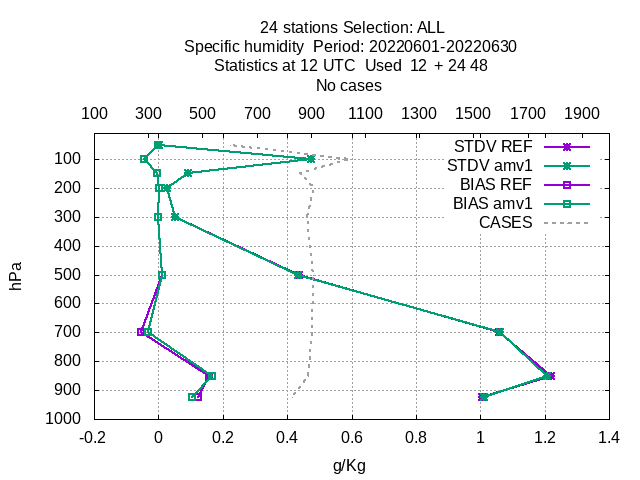 24 stations Selection: ALL
Specific humidity  Period: 20220601-20220630
Statistics at 12 UTC  Used  12  + 24 48
No cases
100 300 500 700 900 1100 1300 1500 1700 1900
STDV REF
STDV amv1
BIAS REF
BIAS amv1
CASES
100
200
300
400
500
600
700
800
900
1000
hPa
-0.2 0 0.2 0.4 0.6 0.8 1 1.2 1.4
g/Kg